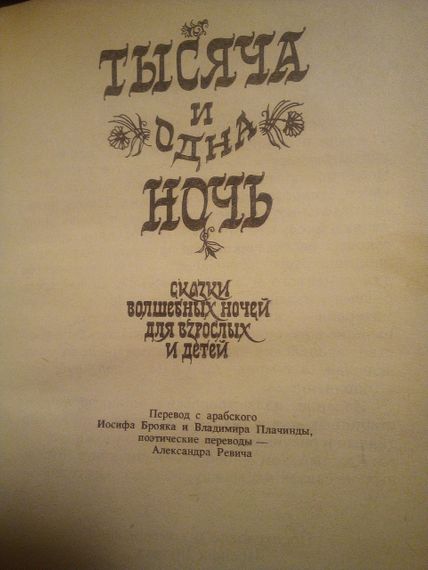 ТЫСЯЧА
И
ОДНА
НОЧЬ
СКАЗКИ
ВОЛШЕБНЫХ НОЧЕЙ
ДЛЯ ВЗРОСЛЫХ
И ДЕТЕЙ
Перевод с арабского
Иосифа Брояка и Владимира Плачинды,
поэтические переводы —
Александра Ревича